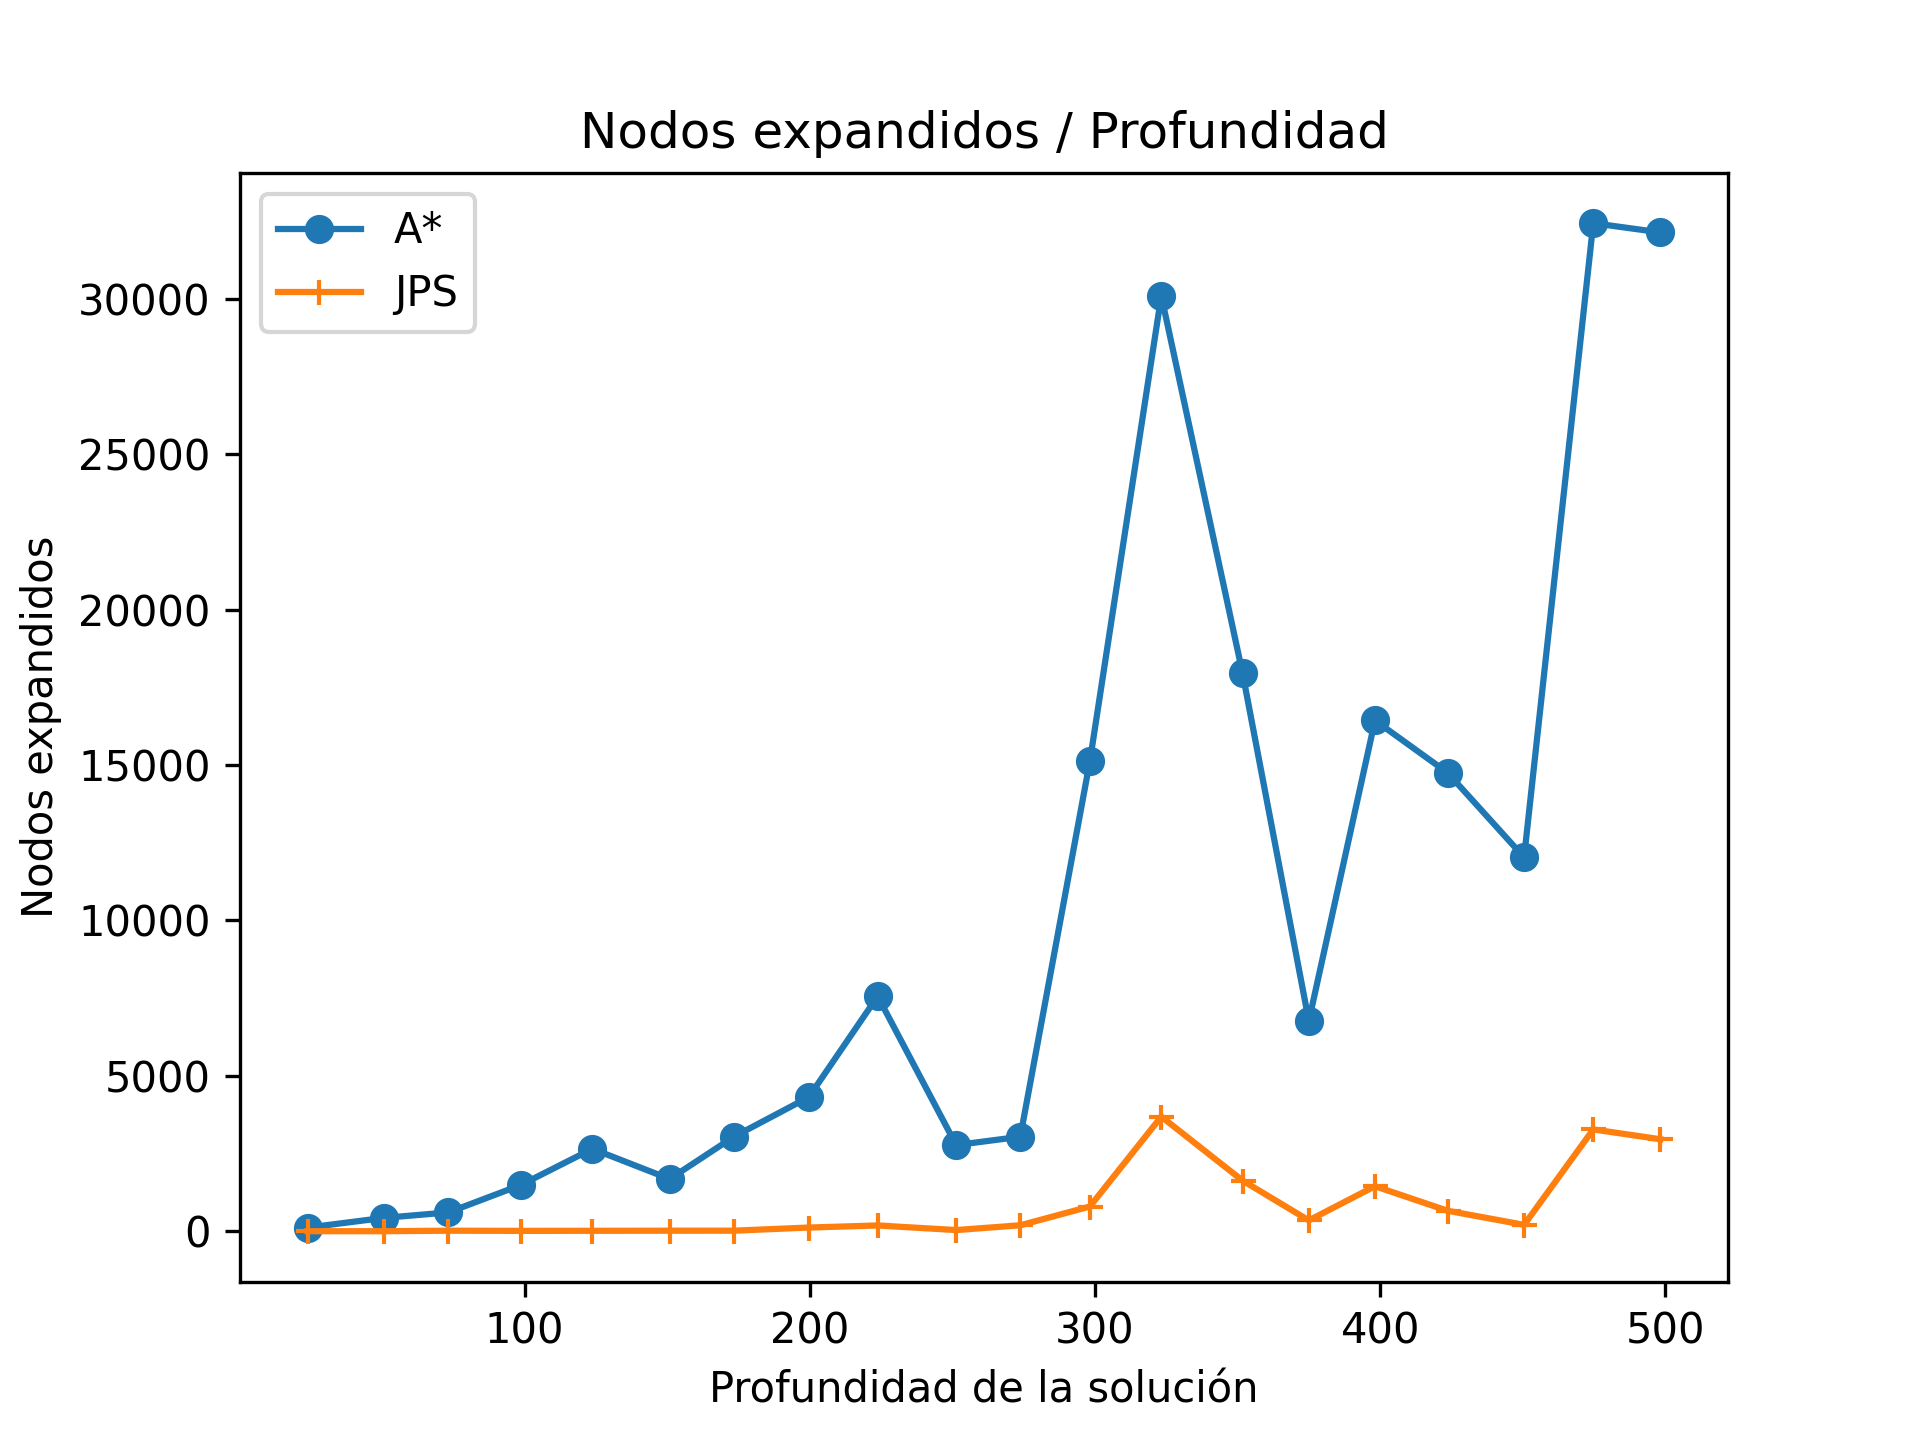 Nodos expandidos / Profundidad
A*
JPS
30000
25000
20000
15000
10000
5000
0
Nodos expandidos
100 200 300 400 500
Profundidad de la solución